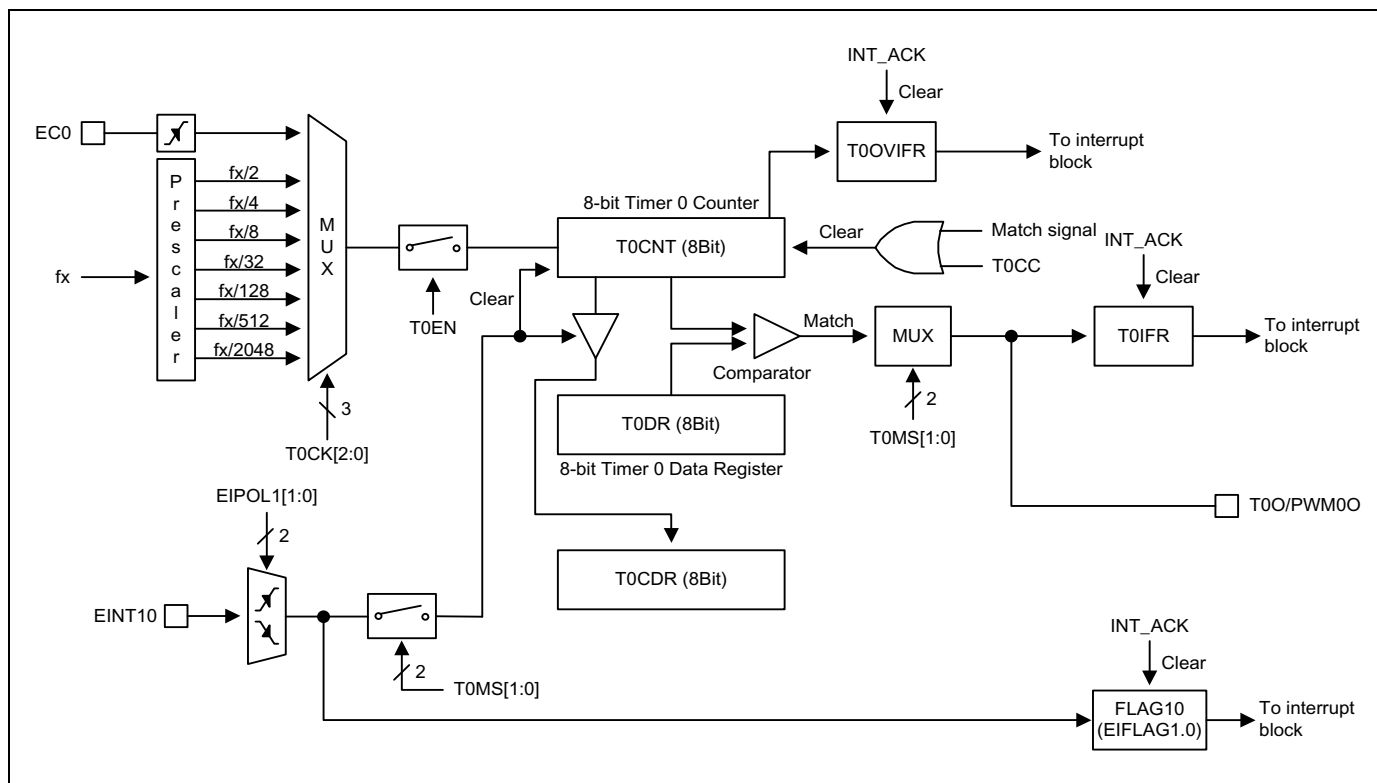 INT_ACK
Clear
EC0
T0OVIFR
To interrupt
block
Prescaler
fx/2
fx/4
fx/8
fx/32
fx/128
fx/512
fx/2048
fx
MUX
8-bit Timer 0 Counter
T0CNT (8Bit)
Clear
Match signal
T0CC
INT_ACK
Clear
T0EN
Clear
Match
MUX
T0IFR
To interrupt
block
Comparator
3
T0CK[2:0]
T0DR (8Bit)
2
T0MS[1:0]
8-bit Timer 0 Data Register
EIPOL1[1:0]
2
T0O/PWM0O
T0CDR (8Bit)
EINT10
2
T0MS[1:0]
INT_ACK
Clear
FLAG10
(EIFLAG1.0)
To interrupt
block